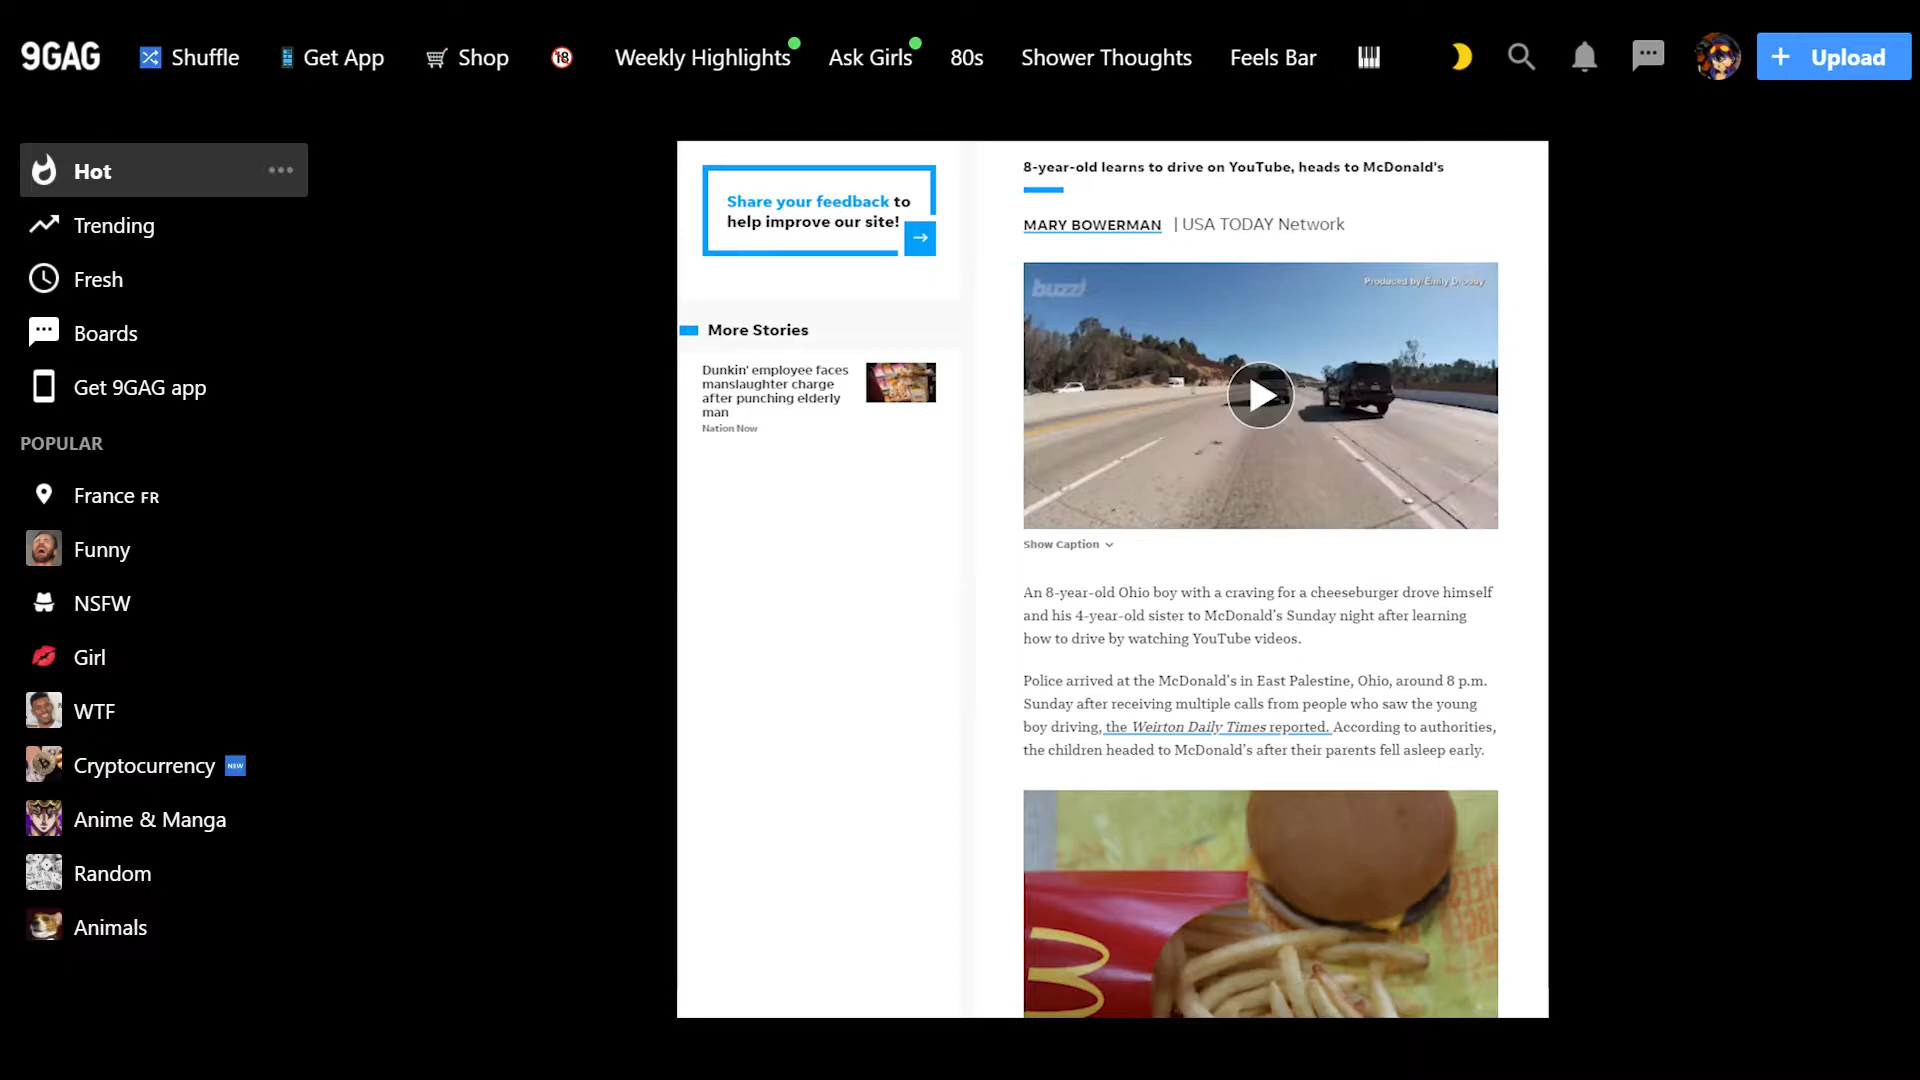 9GAG
Shuffle
Get App
Shop
18
Weekly Highlights
Ask Girls
80s
Shower Thoughts
Feels Bar
+ Upload
Hot
Trending
Fresh
Boards
Get 9GAG app
POPULAR
France FR
Funny
NSFW
Girl
WTF
Cryptocurrency NEW
Anime & Manga
Random
Animals
Share your feedback to
help improve our site!
More Stories
Dunkin' employee faces
manslaughter charge
after punching elderly
man
Nation Now
8-year-old learns to drive on YouTube, heads to McDonald's
MARY BOWERMAN | USA TODAY Network
buzz!
Produced by: Emily Drooby
Show Caption
An 8-year-old Ohio boy with a craving for a cheeseburger drove himself
and his 4-year-old sister to McDonald’s Sunday night after learning
how to drive by watching YouTube videos.
Police arrived at the McDonald’s in East Palestine, Ohio, around 8 p.m.
Sunday after receiving multiple calls from people who saw the young
boy driving, the Weirton Daily Times reported. According to authorities,
the children headed to McDonald’s after their parents fell asleep early.